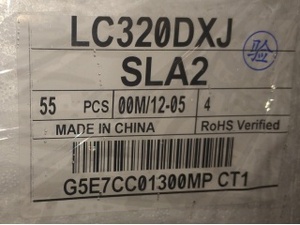 LC320DXJ
SLA2
验
55 PCS 00M/12-05 4
MADE IN CHINA RoHS Verified
G5E7CC01300MP CT1